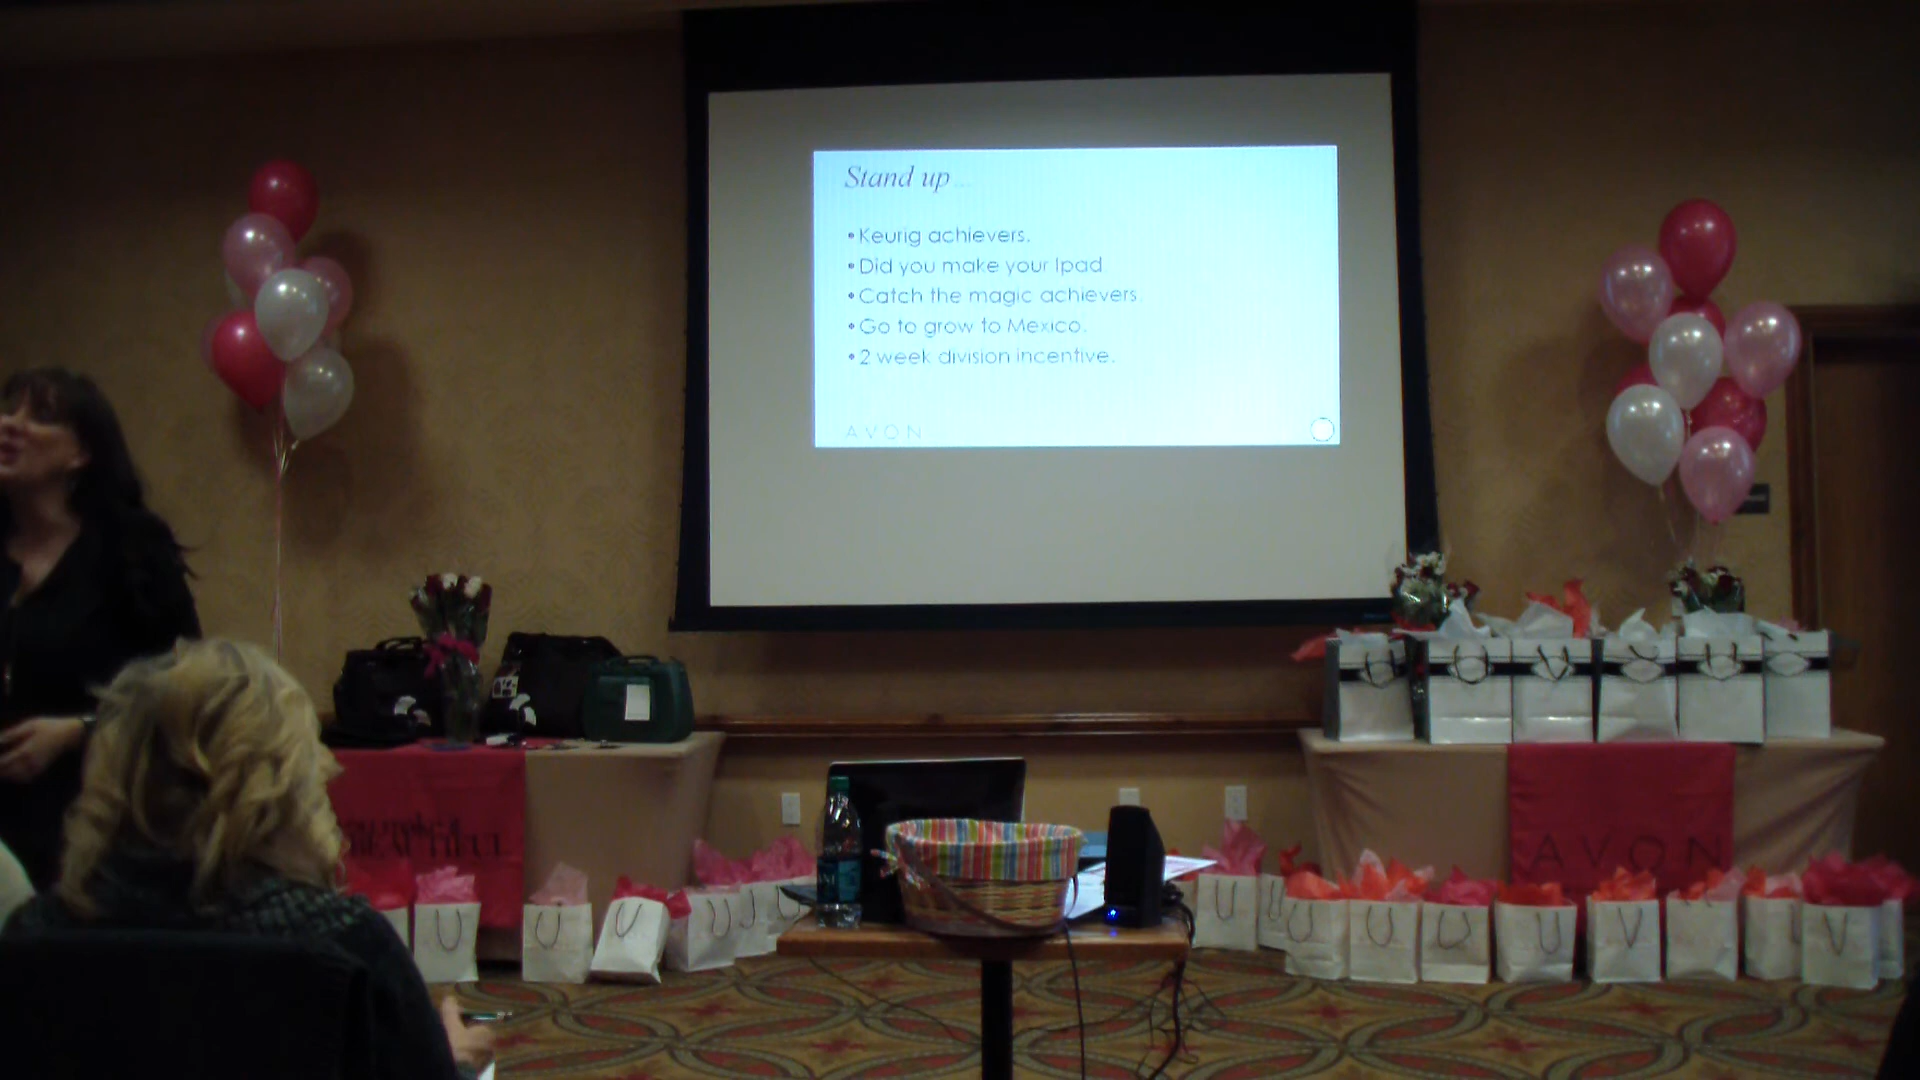 Stand up ...
•Keurig achievers.
•Did you make your Ipad
•Catch the magic achievers.
•Go to grow to Mexico.
•2 week division incentive.
AVON
AVON